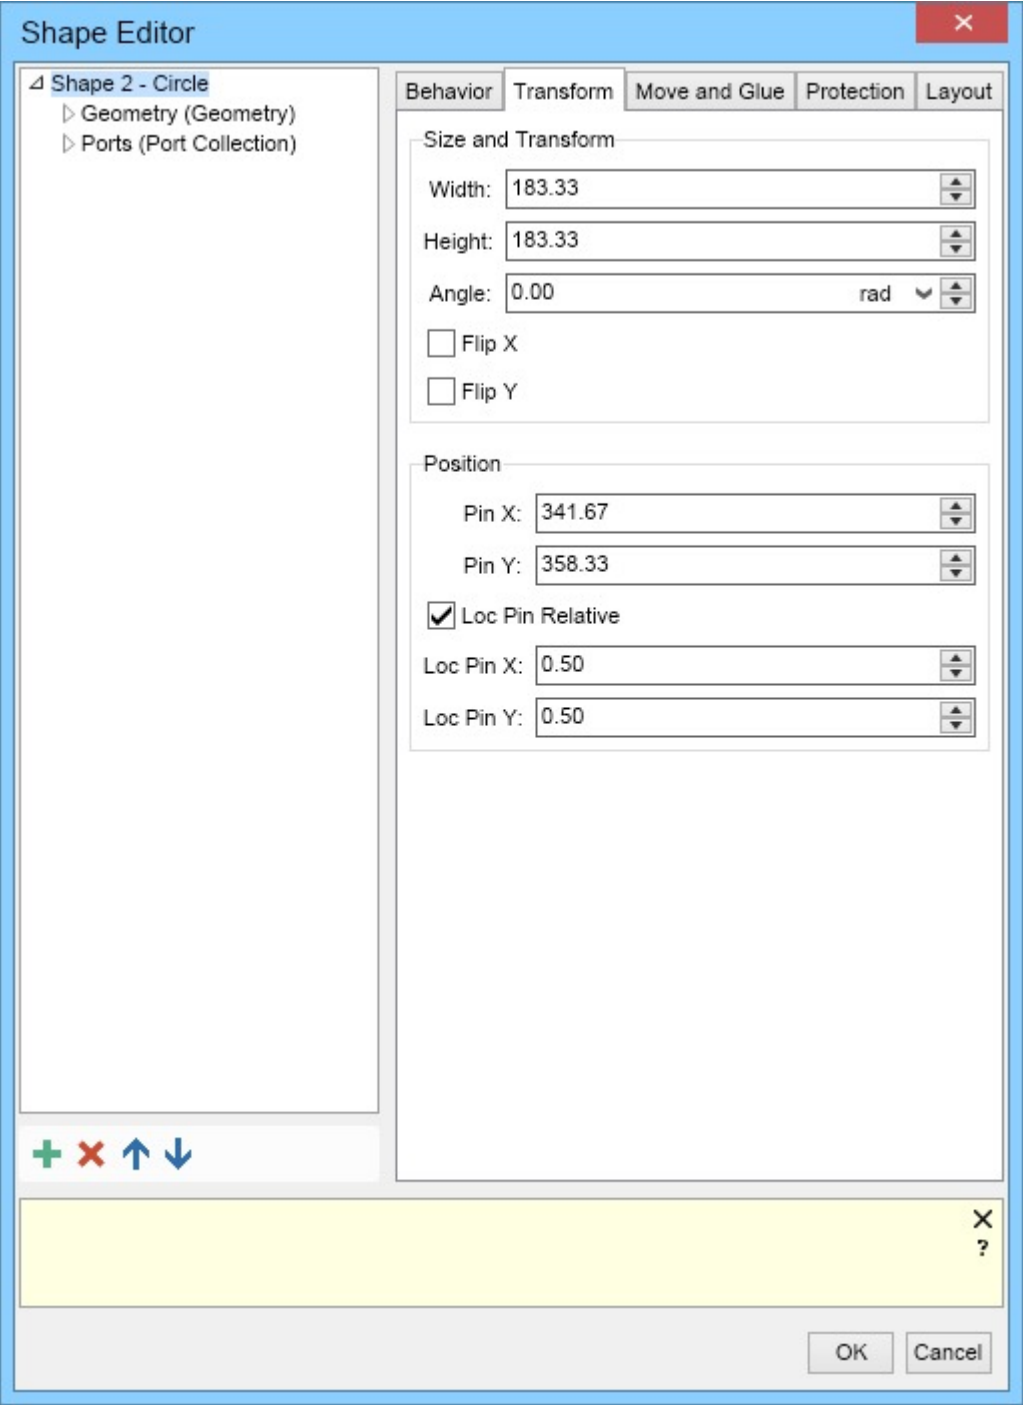 Shape Editor
Shape 2 - Circle
Geometry (Geometry)
Ports (Port Collection)
Behavior Transform Move and Glue Protection Layout
Size and Transform
Width: 183.33
Height: 183.33
Angle: 0.00 rad
Flip X
Flip Y
Position
Pin X: 341.67
Pin Y: 358.33
Loc Pin Relative
Loc Pin X: 0.50
Loc Pin Y: 0.50
?
OK Cancel